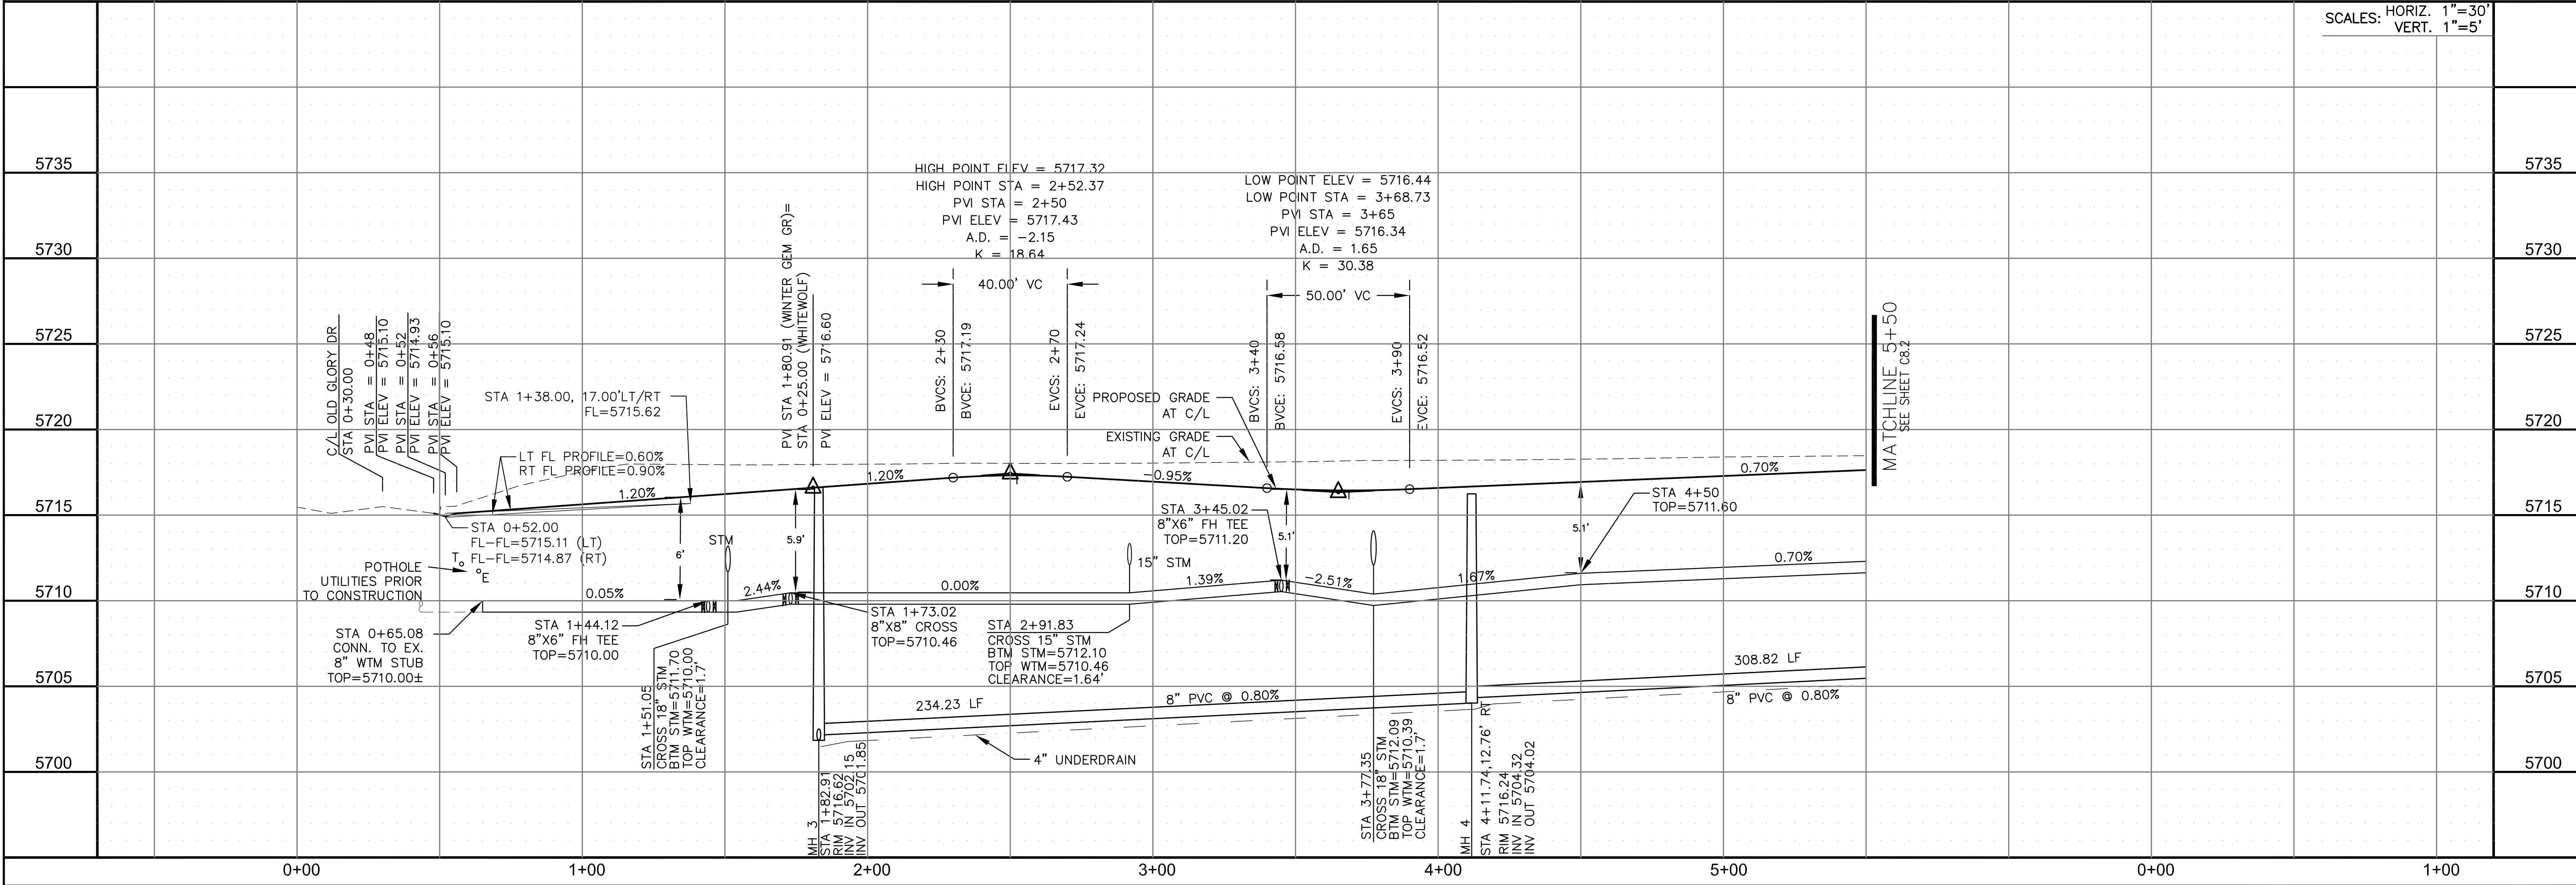 SCALES: HORIZ. 1"=30'
VERT. 1"=5'
5735
5730
5725
5720
5715
5710
5705
5700
C/L OLD GLORY DR
STA 0+30.00
PVI STA = 0+48
PVI ELEV = 5715.10
PVI STA = 0+52
PVI ELEV = 5714.93
PVI STA = 0+56
PVI ELEV = 5715.10
STA 1+38.00, 17.00'LT/RT
FL=5715.62
LT FL PROFILE=0.60%
RT FL PROFILE=0.90%
1.20%
PVI STA 1+80.91 (WINTER GEM GR)=
STA 0+25.00 (WHITEWOLF)
PVI ELEV = 5716.60
HIGH POINT ELEV = 5717.32
HIGH POINT STA = 2+52.37
PVI STA = 2+50
PVI ELEV = 5717.43
A.D. = -2.15
K = 18.64
40.00' VC
BVCS: 2+30
BVCE: 5717.19
EVCS: 2+70
EVCE: 5717.24
1.20%
-0.95%
LOW POINT ELEV = 5716.44
LOW POINT STA = 3+68.73
PVI STA = 3+65
PVI ELEV = 5716.34
A.D. = 1.65
K = 30.38
50.00' VC
BVCS: 3+40
BVCE: 5716.58
EVCS: 3+90
EVCE: 5716.52
PROPOSED GRADE
AT C/L
EXISTING GRADE
AT C/L
0.70%
MATCHLINE 5+50
SEE SHEET C8.2
STA 0+52.00
FL-FL=5715.11 (LT)
FL-FL=5714.87 (RT)
T
E
POTHOLE
UTILITIES PRIOR
TO CONSTRUCTION
STA 0+65.08
CONN. TO EX.
8" WTM STUB
TOP=5710.00±
0.05%
6'
STM
2.44%
5.9'
STA 1+44.12
8"X6" FH TEE
TOP=5710.00
STA 1+51.05
CROSS 18" STM
BTM STM=5711.70
TOP WTM=5710.00
CLEARANCE=1.7'
0.00%
STA 1+73.02
8"X8" CROSS
TOP=5710.46
STA 2+91.83
CROSS 15" STM
BTM STM=5712.10
TOP WTM=5710.46
CLEARANCE=1.64'
15" STM
1.39%
STA 3+45.02
8"X6" FH TEE
TOP=5711.20
5.1'
-2.51%
1.67%
5.1'
STA 4+50
TOP=5711.60
0.70%
234.23 LF
8" PVC @ 0.80%
308.82 LF
8" PVC @ 0.80%
4" UNDERDRAIN
MH 3
STA 1+82.91
RIM 5716.62
INV IN 5702.15
INV OUT 5701.85
STA 3+77.35
CROSS 18" STM
BTM STM=5712.09
TOP WTM=5710.39
CLEARANCE=1.7'
MH 4
STA 4+11.74,12.76' RT
RIM 5716.24
INV IN 5704.32
INV OUT 5704.02
5735
5730
5725
5720
5715
5710
5705
5700
0+00
1+00
2+00
3+00
4+00
5+00
0+00
1+00